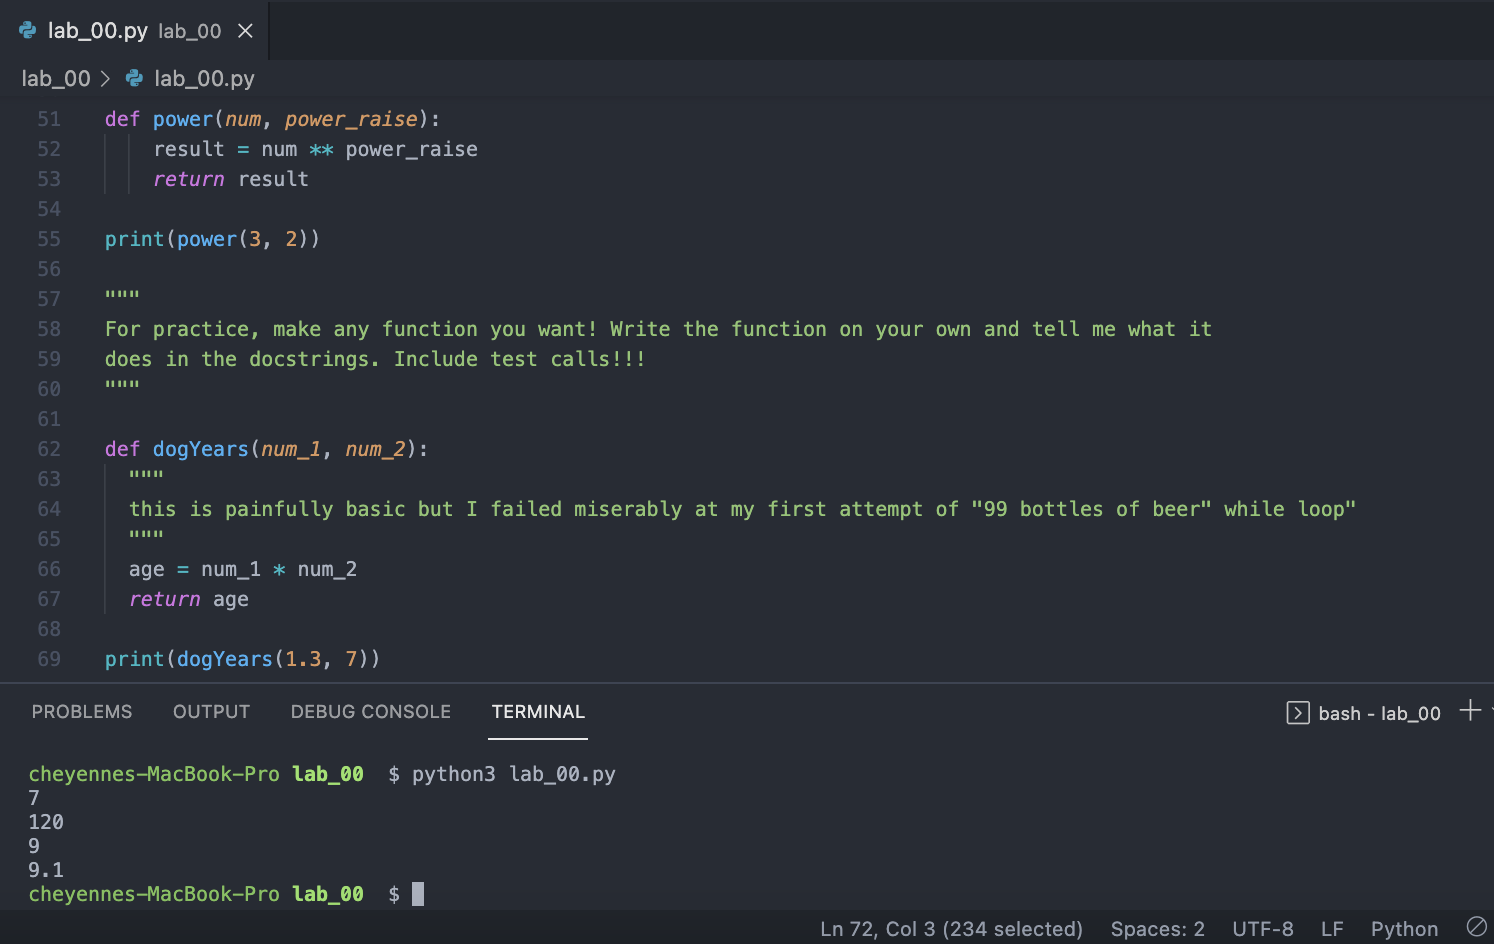 lab_00.py lab_00
lab_00 > lab_00.py
51 def power(num, power_raise):
52     result = num ** power_raise
53     return result
54
55 print(power(3, 2))
56
57 """
58 For practice, make any function you want! Write the function on your own and tell me what it
59 does in the docstrings. Include test calls!!!
60 """
61
62 def dogYears(num_1, num_2):
63   """
64   this is painfully basic but I failed miserably at my first attempt of "99 bottles of beer" while loop"
65   """
66   age = num_1 * num_2
67   return age
68
69 print(dogYears(1.3, 7))
PROBLEMS OUTPUT DEBUG CONSOLE TERMINAL bash - lab_00
cheyennes-MacBook-Pro lab_00 $ python3 lab_00.py
7
120
9
9.1
cheyennes-MacBook-Pro lab_00 $
Ln 72, Col 3 (234 selected) Spaces: 2 UTF-8 LF Python